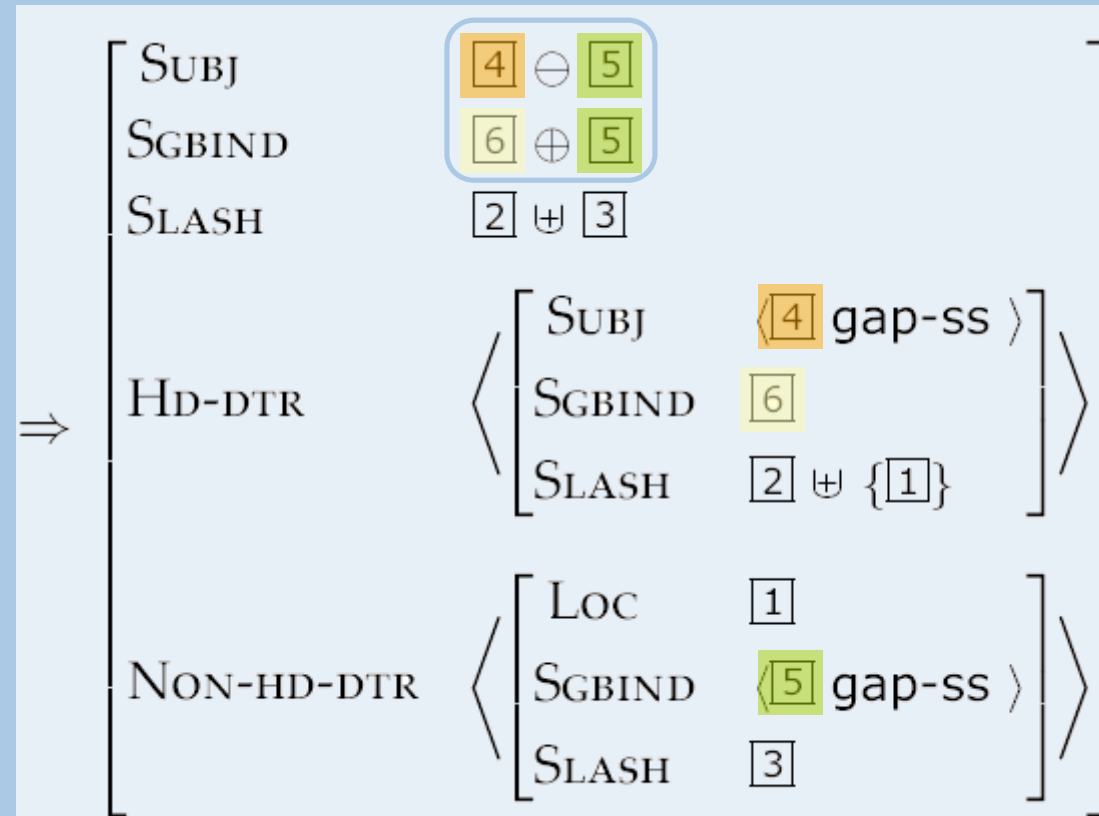 SUBJ 4 ⊖ 5
SGBIND 6 ⊕ 5
SLASH 2 ⊎ 3
SUBJ ⟨4 gap-ss ⟩
⇒ HD-DTR ⟨ SGBIND 6 ⟩
SLASH 2 ⊎ {1}
LOC 1
NON-HD-DTR ⟨ SGBIND ⟨5 gap-ss ⟩ ⟩
SLASH 3